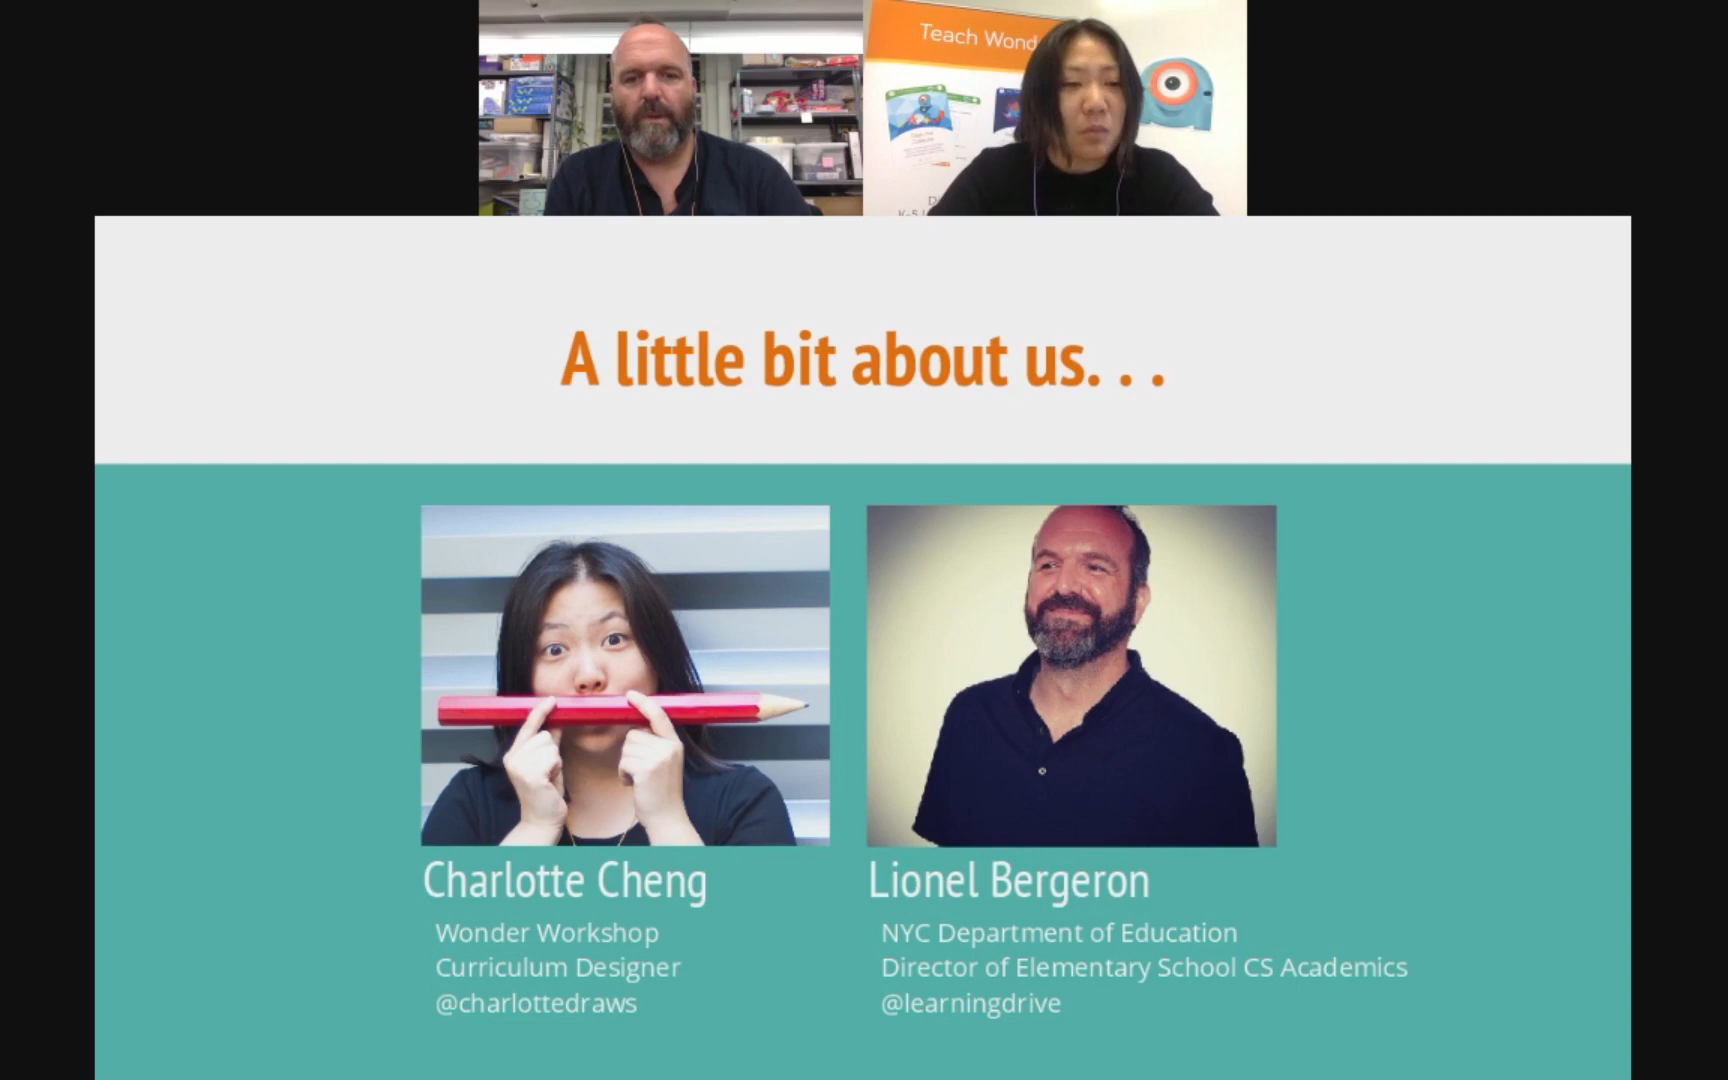 Teach Wond
K-5
A little bit about us. . .
Charlotte Cheng
Wonder Workshop
Curriculum Designer
@charlottedraws
Lionel Bergeron
NYC Department of Education
Director of Elementary School CS Academics
@learningdrive